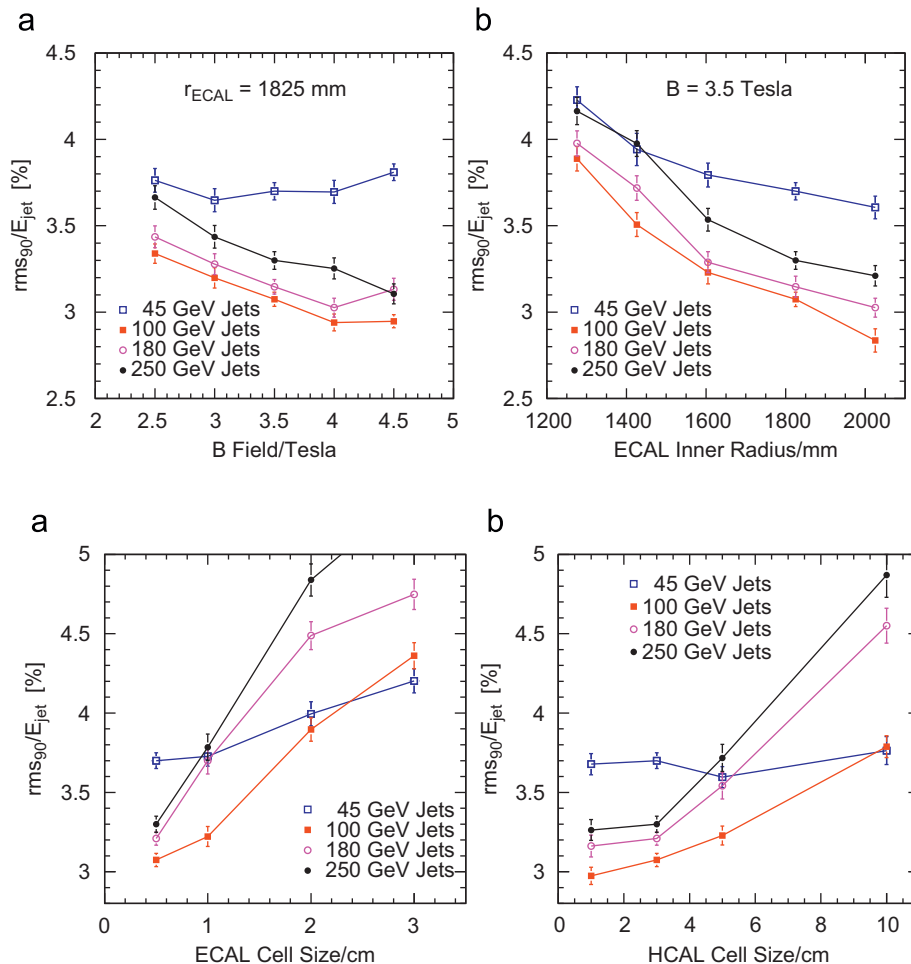 a
r_ECAL = 1825 mm
rms90/Ejet [%]
4.5
4
3.5
3
2.5
45 GeV Jets
100 GeV Jets
180 GeV Jets
250 GeV Jets
2 2.5 3 3.5 4 4.5 5
B Field/Tesla
b
B = 3.5 Tesla
rms90/Ejet [%]
4.5
4
3.5
3
2.5
45 GeV Jets
100 GeV Jets
180 GeV Jets
250 GeV Jets
1200 1400 1600 1800 2000
ECAL Inner Radius/mm
a
rms90/Ejet [%]
5
4.5
4
3.5
3
45 GeV Jets
100 GeV Jets
180 GeV Jets
250 GeV Jets
0 1 2 3
ECAL Cell Size/cm
b
rms90/Ejet [%]
5
4.5
4
3.5
3
45 GeV Jets
100 GeV Jets
180 GeV Jets
250 GeV Jets
0 2 4 6 8 10
HCAL Cell Size/cm